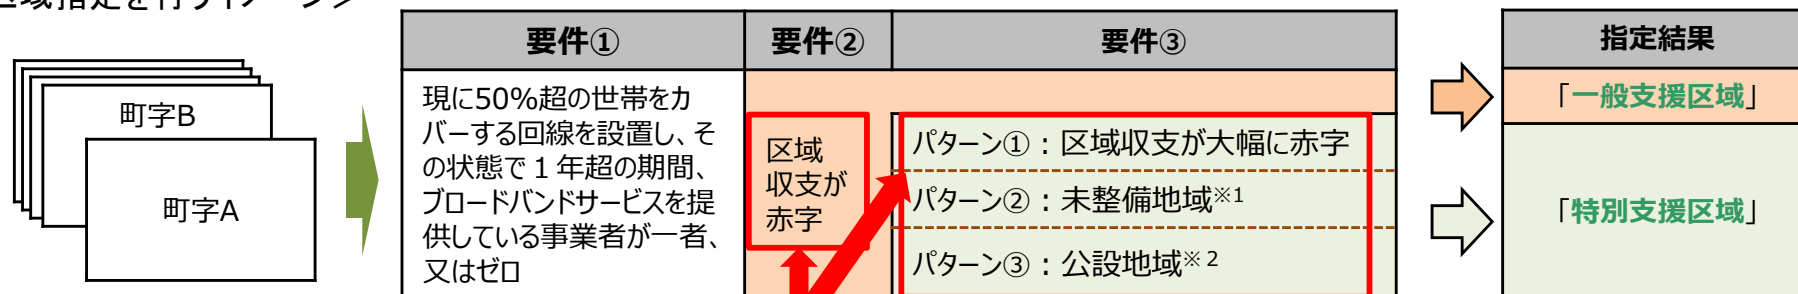 区域指定を行うイメージ＞
町字B
町字A
要件①
現に50%超の世帯をカ
バーする回線を設置し、そ
の状態で１年超の期間、
ブロードバンドサービスを提
供している事業者が一者、
又はゼロ
要件②
区域
収支が
赤字
要件③
パターン①：区域収支が大幅に赤字
パターン②：未整備地域※1
パターン③：公設地域※２
指定結果
「一般支援区域」
「特別支援区域」